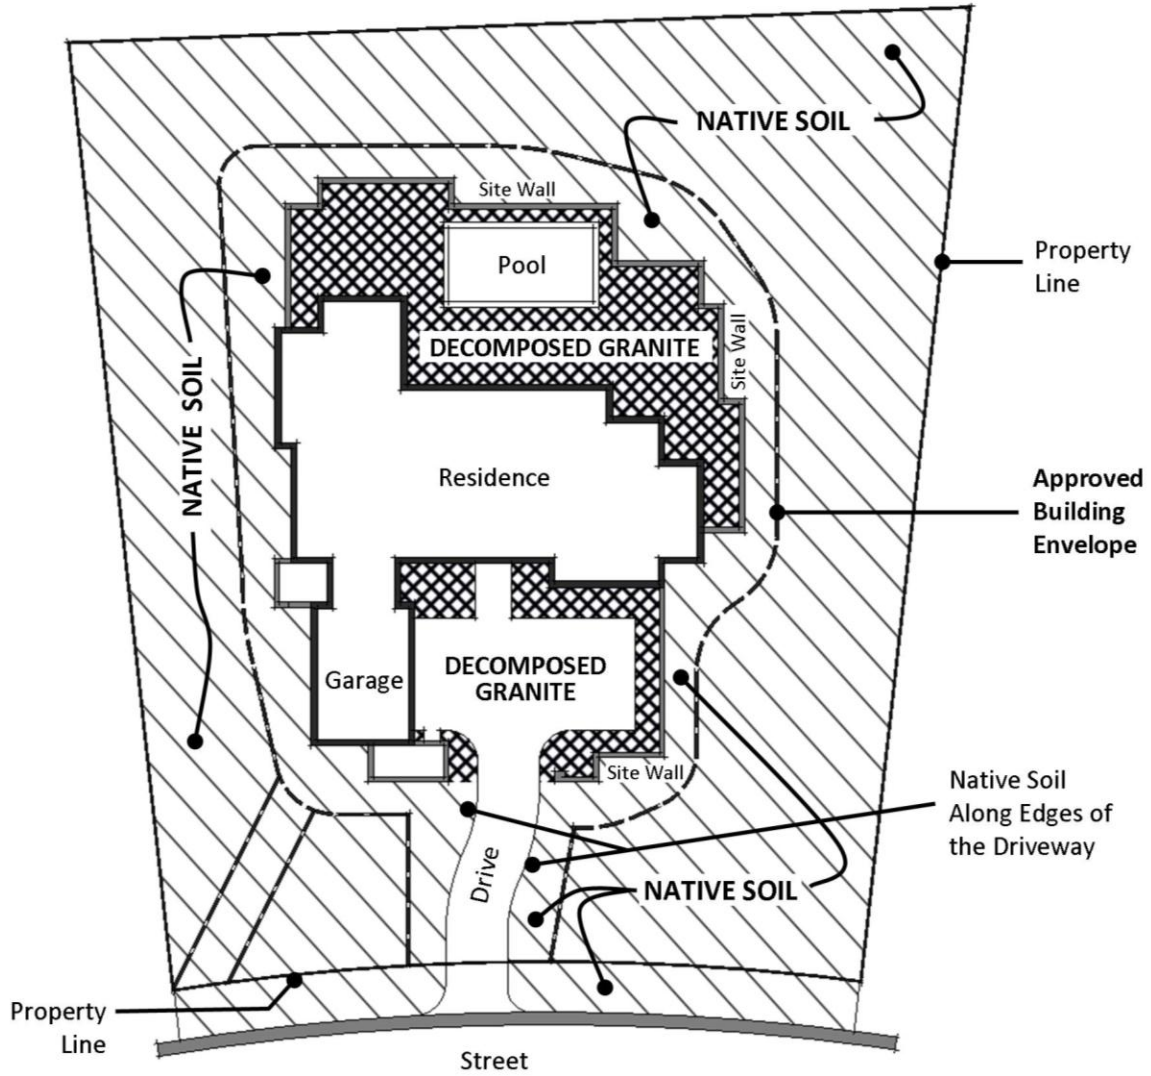 NATIVE SOIL
Site Wall
Property
Line
Pool
Site Wall
DECOMPOSED GRANITE
NATIVE SOIL
Residence
Approved
Building
Envelope
DECOMPOSED
GRANITE
Garage
Site Wall
Native Soil
Along Edges of
the Driveway
Drive
NATIVE SOIL
Property
Line
Street